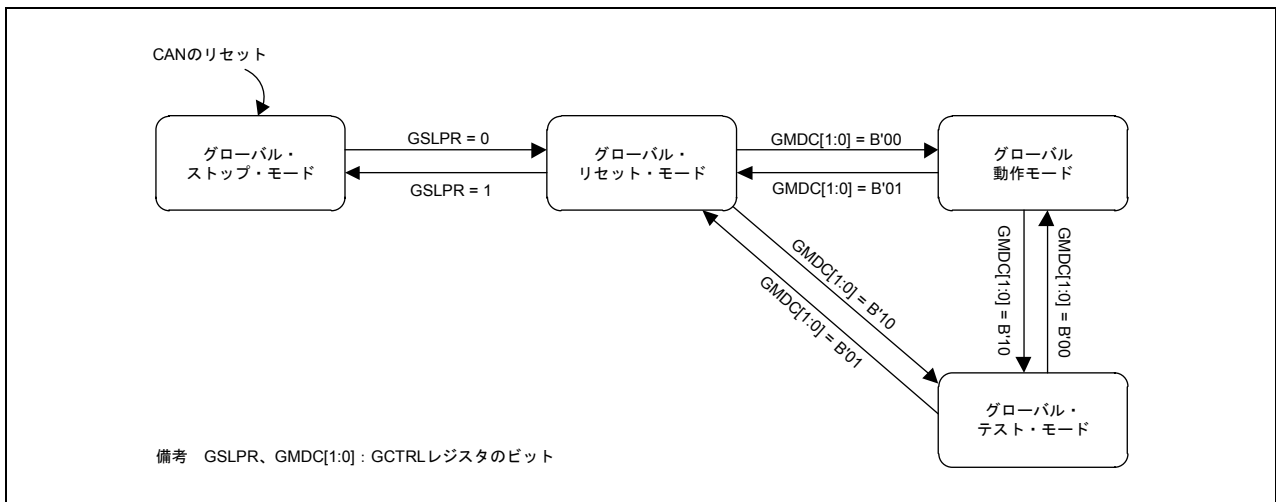 CANのリセット
グローバル・
ストップ・モード
GSLPR = 0
GSLPR = 1
グローバル・
リセット・モード
GMDC[1:0] = B'00
GMDC[1:0] = B'01
グローバル
動作モード
GMDC[1:0] = B'10
GMDC[1:0] = B'01
GMDC[1:0] = B'10
GMDC[1:0] = B'00
グローバル・
テスト・モード
備考 GSLPR、GMDC[1:0]:GCTRLレジスタのビット